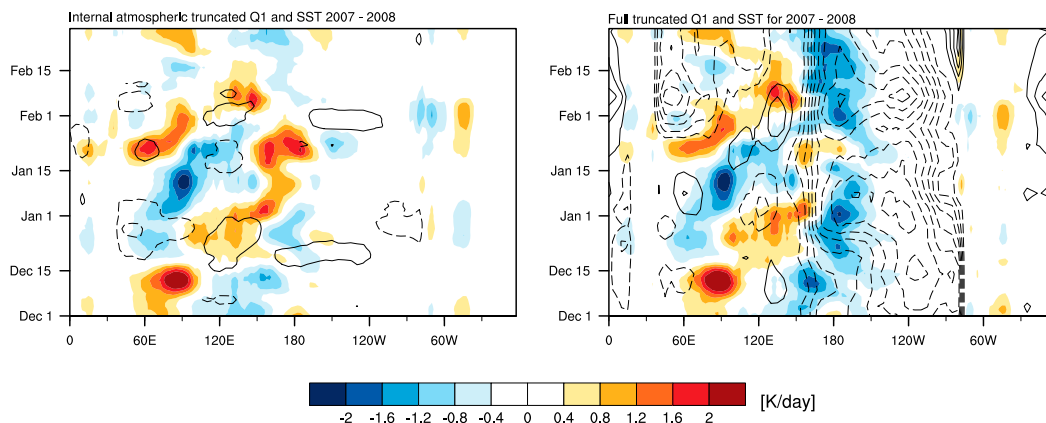 Internal atmospheric truncated Q1 and SST 2007 - 2008
Feb 15
Feb 1
Jan 15
Jan 1
Dec 15
Dec 1
0 60E 120E 180 120W 60W
Full truncated Q1 and SST for 2007 - 2008
Feb 15
Feb 1
Jan 15
Jan 1
Dec 15
Dec 1
0 60E 120E 180 120W 60W 0
-2 -1.6 -1.2 -0.8 -0.4 0 0.4 0.8 1.2 1.6 2
[K/day]